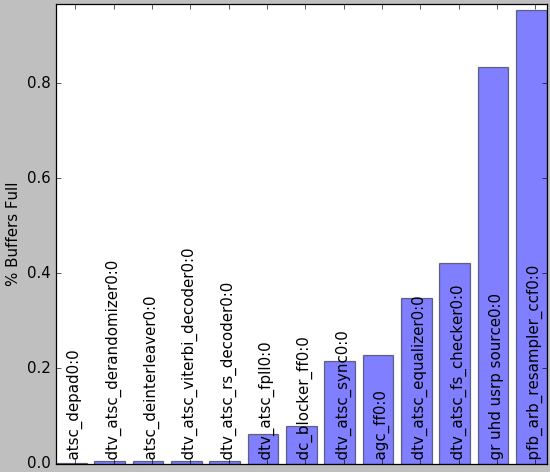 % Buffers Full
0.8
0.6
0.4
0.2
0.0
atsc_depad0:0
dtv_atsc_derandomizer0:0
atsc_deinterleaver0:0
dtv_atsc_viterbi_decoder0:0
dtv_atsc_rs_decoder0:0
dtv_atsc_fpll0:0
dc_blocker_ff0:0
dtv_atsc_sync0:0
agc_ff0:0
dtv_atsc_equalizer0:0
dtv_atsc_fs_checker0:0
gr uhd usrp source0:0
pfb_arb_resampler_ccf0:0